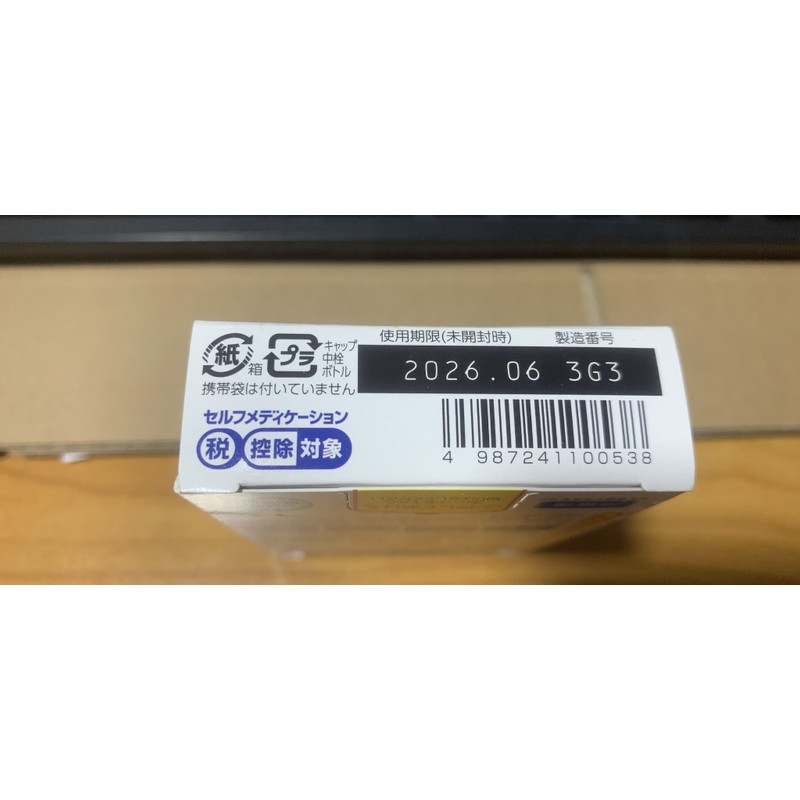 使用期限(未開封時) 製造番号
2026.06 3G3
紙 箱
プラ キャップ
中栓
ボトル
携帯袋は付いていません
セルフメディケーション
税 控除 対象
4 987241100538